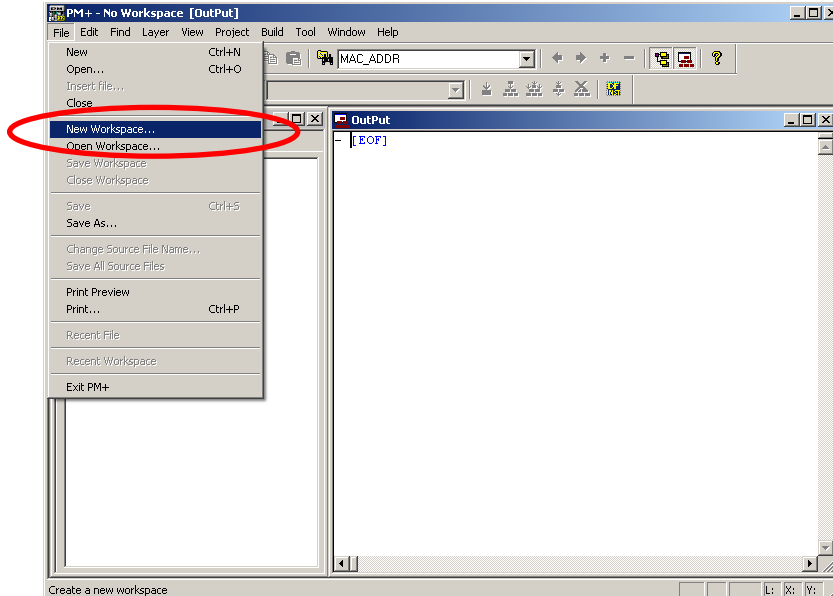 PM+ - No Workspace [OutPut]
File Edit Find Layer View Project Build Tool Window Help
New Ctrl+N
Open... Ctrl+O
Insert file...
Close
New Workspace...
Open Workspace...
Save Workspace
Close Workspace
Save Ctrl+S
Save As...
Change Source File Name...
Save All Source Files
Print Preview
Print... Ctrl+P
Recent File
Recent Workspace
Exit PM+
MAC_ADDR
OutPut
[EOF]
Create a new workspace
L: X: Y: